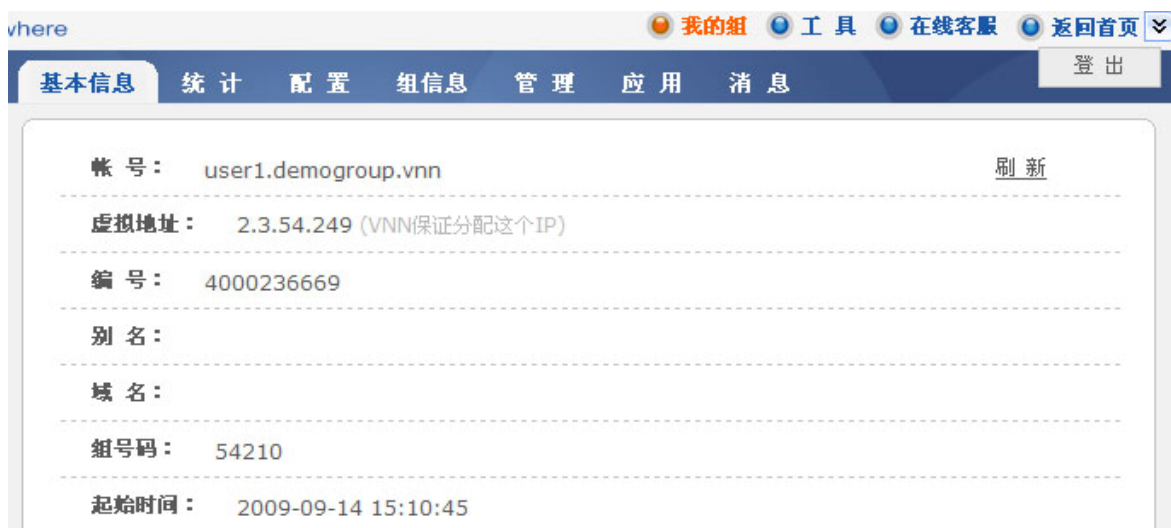 where
我的组 工 具 在线客服 返回首页
登 出
基本信息 统 计 配 置 组信息 管 理 应 用 消 息
帐 号： user1.demogroup.vnn 刷 新
虚拟地址： 2.3.54.249 (VNN保证分配这个IP)
编 号： 4000236669
别 名：
域 名：
组号码： 54210
起始时间： 2009-09-14 15:10:45